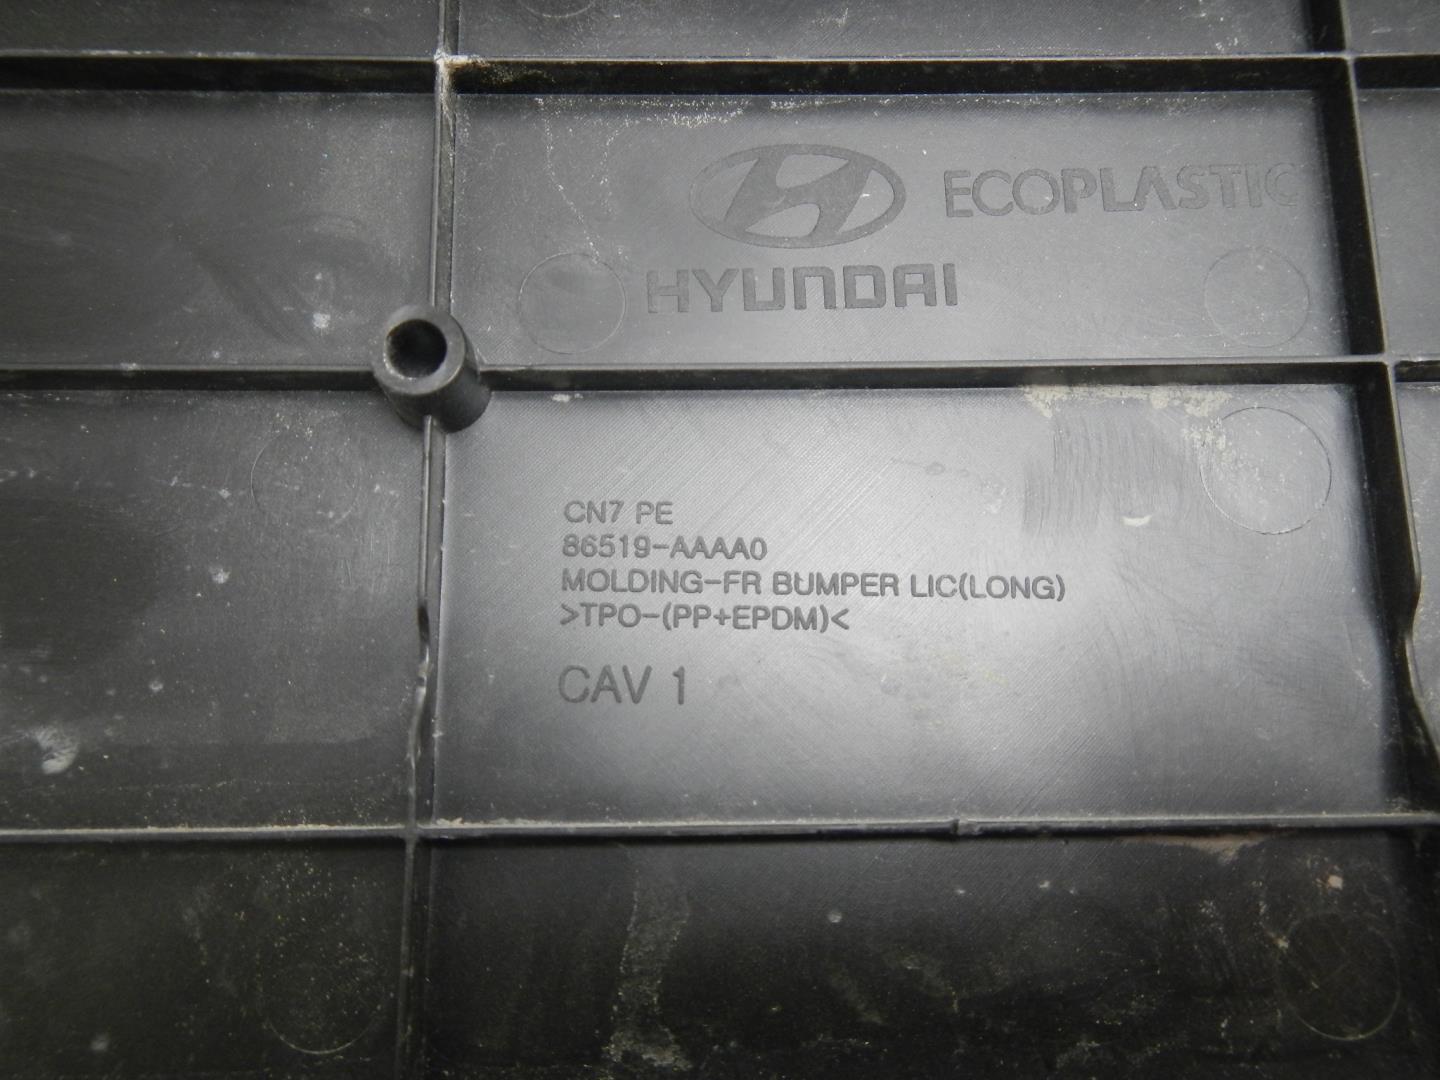 ECOPLASTIC
HYUNDAI
CN7 PE
86519-AAAA0
MOLDING-FR BUMPER LIC(LONG)
>TPO-(PP+EPDM)<
CAV 1